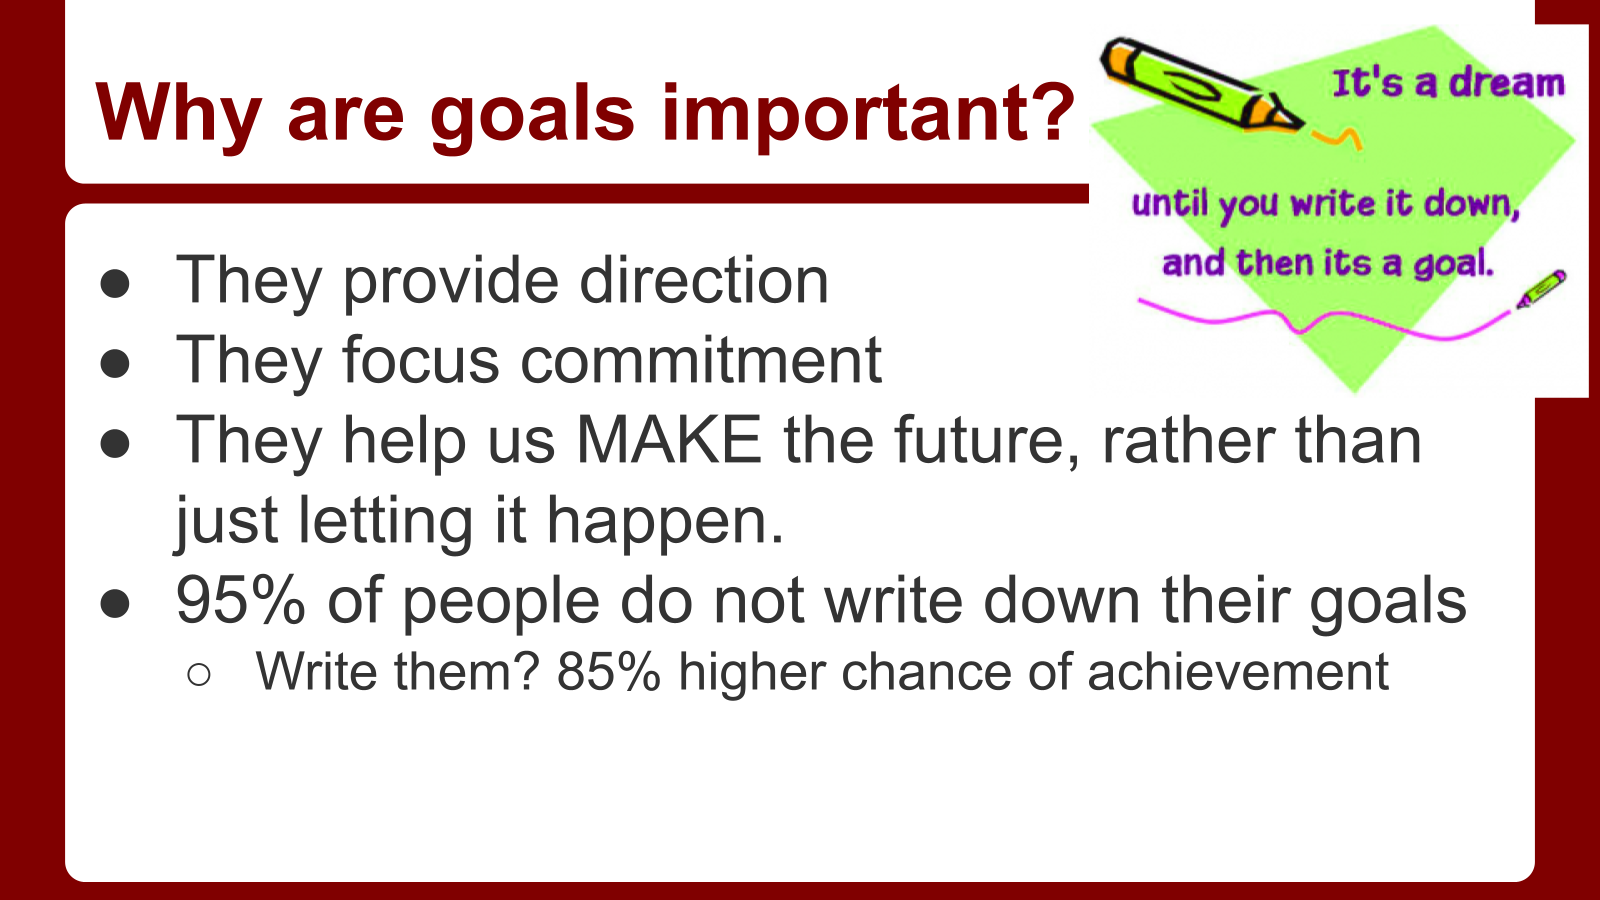 Why are goals important?
It's a dream
until you write it down,
and then its a goal.
● They provide direction
● They focus commitment
● They help us MAKE the future, rather than
just letting it happen.
● 95% of people do not write down their goals
○ Write them? 85% higher chance of achievement